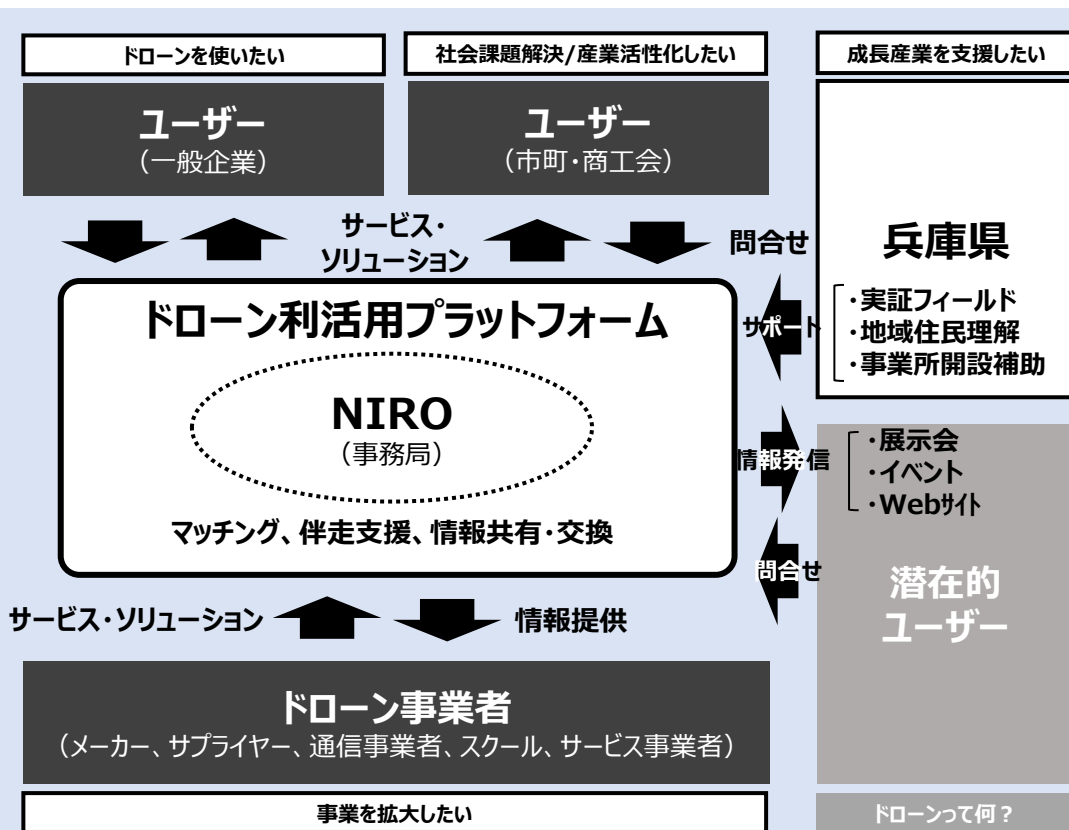 ドローンを使いたい
社会課題解決/産業活性化したい
成長産業を支援したい
ユーザー
（一般企業）
ユーザー
（市町・商工会）
サービス・
ソリューション
問合せ
兵庫県
・実証フィールド
・地域住民理解
・事業所開設補助
サポート
ドローン利活用プラットフォーム
NIRO
（事務局）
マッチング、伴走支援、情報共有・交換
情報発信
・展示会
・イベント
・Webサイト
問合せ
潜在的
ユーザー
サービス・ソリューション
情報提供
ドローン事業者
（メーカー、サプライヤー、通信事業者、スクール、サービス事業者）
事業を拡大したい
ドローンって何？